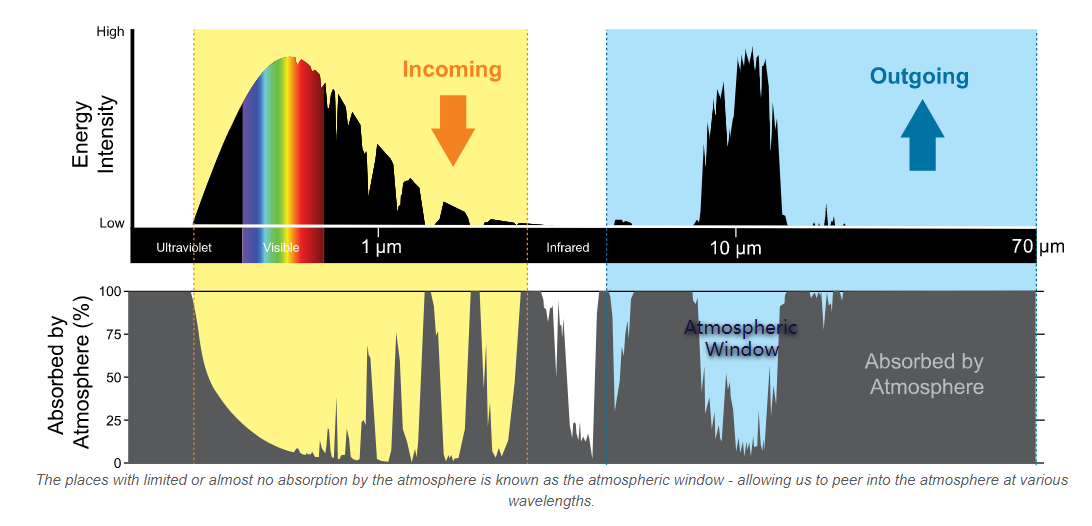 High
Energy
Intensity
Low
Incoming
Outgoing
Ultraviolet
Visible
1 μm
Infrared
10 μm
70 μm
Absorbed by
Atmosphere (%)
100
75
50
25
0
Atmospheric
Window
Absorbed by
Atmosphere
The places with limited or almost no absorption by the atmosphere is known as the atmospheric window - allowing us to peer into the atmosphere at various
wavelengths.